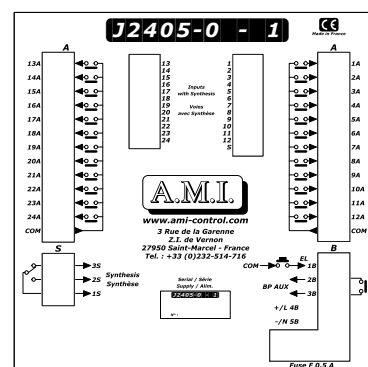 J2405-0 - 1
CE
Made in France
A
A
13A
14A
15A
16A
17A
18A
19A
20A
21A
22A
23A
24A
COM
13
14
15
16
17
18
19
20
21
22
23
24
Inputs
with Synthesis
Voies
avec Synthèse
1
2
3
4
5
6
7
8
9
10
11
12
S
1A
2A
3A
4A
5A
6A
7A
8A
9A
10A
11A
12A
COM
A.M.I.
www.ami-control.com
3 Rue de la Garenne
Z.I. de Vernon
27950 Saint-Marcel - France
Tel. : +33 (0)232-514-716
S
3S
2S
1S
Synthesis
Synthèse
Serial / Série
Supply / Alim.
J2405-0 - 1
N° :
B
COM
EL
1B
BP AUX
2B
3B
+/L 4B
-/N 5B
Fuse F 0.5 A